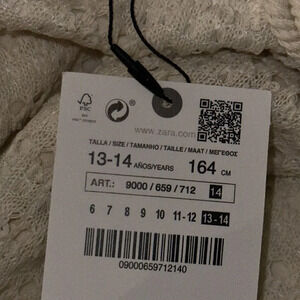 FSC
www.zara.com
TALLA / SIZE / TAMANHO / TAILLE / MAAT / ΜΕΓΕΘΟΣ
13-14 AÑOS/YEARS 164 CM
ART.: 9000 / 659 / 712 14
6 7 8 9 10 11-12 13-14
09000659712140